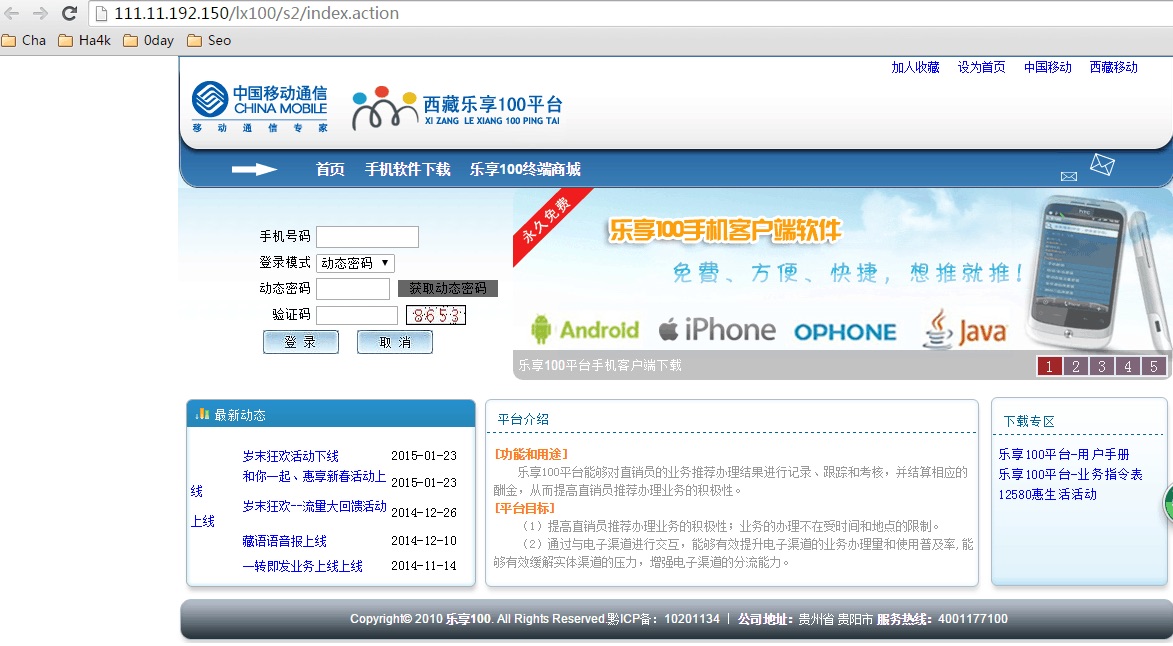 111.11.192.150/lx100/s2/index.action
Cha Ha4k 0day Seo
加入收藏 设为首页 中国移动 西藏移动
中国移动通信
CHINA MOBILE
移动通信专家
西藏乐享100平台
XI ZANG LE XIANG 100 PING TAI
首页 手机软件下载 乐享100终端商城
手机号码
登录模式 动态密码
动态密码 获取动态密码
验证码 8653
登 录 取 消
永久免费
乐享100手机客户端软件
免費、方便、快捷,想推就推!
Android iPhone OPHONE Java
乐享100平台手机客户端下载
1 2 3 4 5
最新动态
岁末狂欢活动下线 2015-01-23
和你一起、惠享新春活动上 2015-01-23
线
岁末狂欢--流量大回馈活动 2014-12-26
上线
藏语语音报上线 2014-12-10
一转即发业务上线上线 2014-11-14
平台介绍
[功能和用途]
乐享100平台能够对直销员的业务推荐办理结果进行记录、跟踪和考核,并结算相应的
酬金,从而提高直销员推荐办理业务的积极性。
[平台目标]
(1)提高直销员推荐办理业务的积极性;业务的办理不在受时间和地点的限制。
(2)通过与电子渠道进行交互,能够有效提升电子渠道的业务办理量和使用普及率,能
够有效缓解实体渠道的压力,增强电子渠道的分流能力。
下载专区
乐享100平台-用户手册
乐享100平台-业务指令表
12580惠生活活动
Copyright© 2010 乐享100. All Rights Reserved.黔ICP备:10201134 | 公司地址:贵州省 贵阳市 服务热线:4001177100